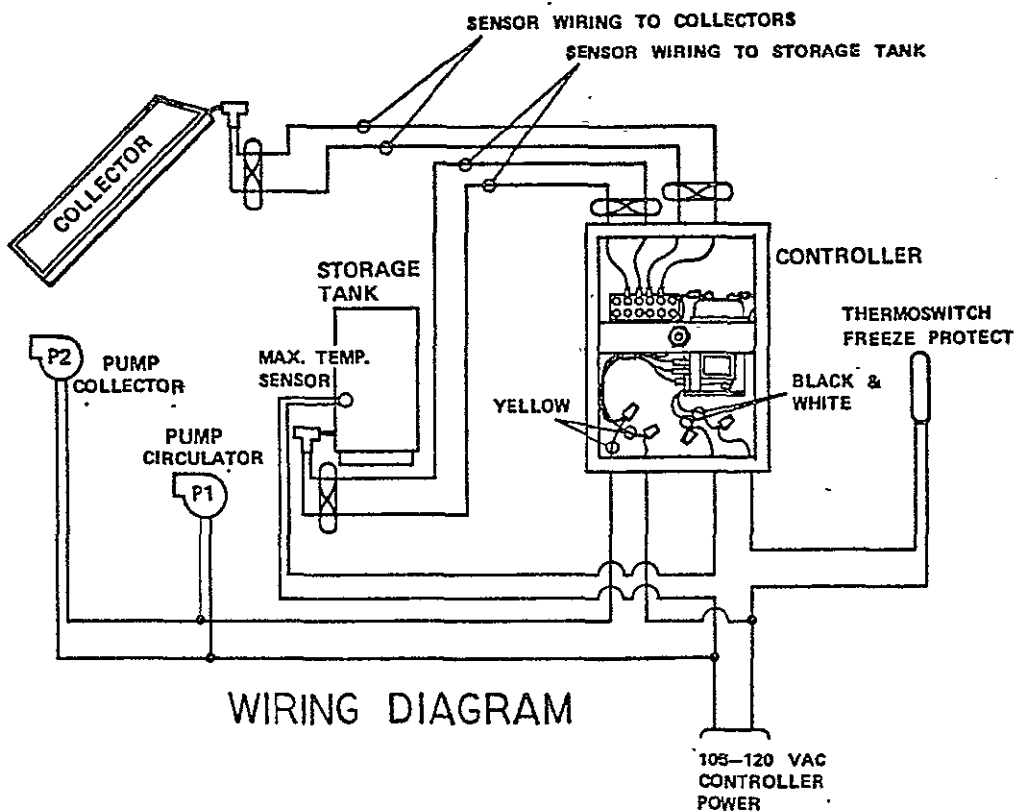 SENSOR WIRING TO COLLECTORS
SENSOR WIRING TO STORAGE TANK
COLLECTOR
STORAGE
TANK
CONTROLLER
THERMOSWITCH
FREEZE PROTECT
P2
PUMP
COLLECTOR
MAX. TEMP.
SENSOR
BLACK &
WHITE
YELLOW
PUMP
CIRCULATOR
P1
WIRING DIAGRAM
105–120 VAC
CONTROLLER
POWER